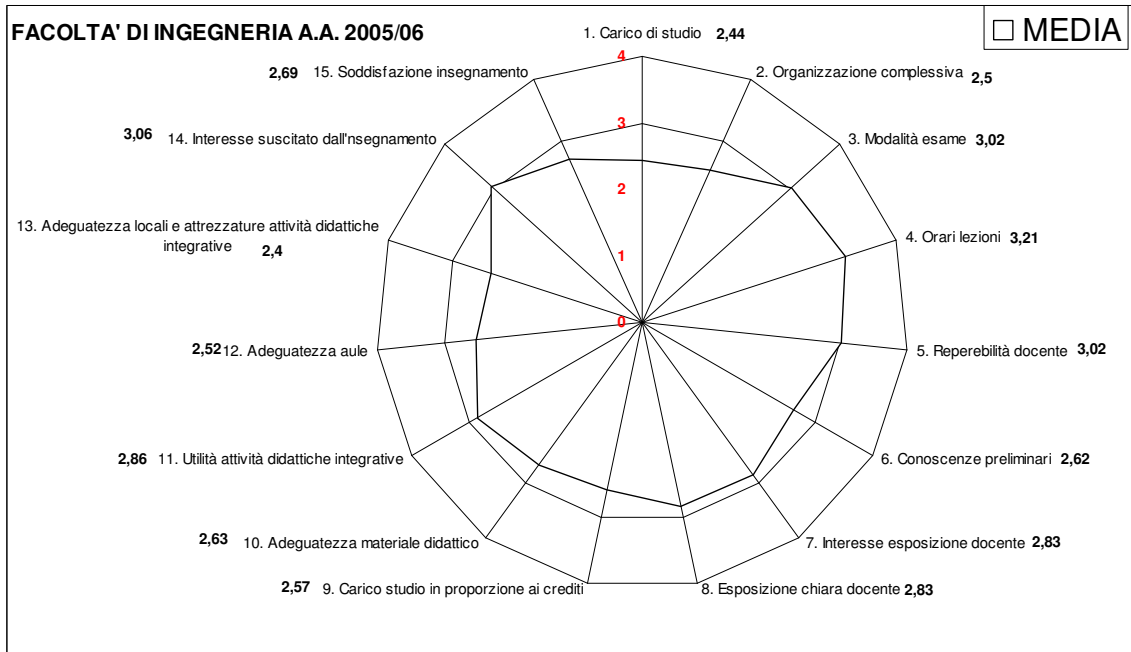 FACOLTA' DI INGEGNERIA A.A. 2005/06
□ MEDIA
1. Carico di studio 2,44
2. Organizzazione complessiva 2,5
3. Modalità esame 3,02
4. Orari lezioni 3,21
5. Reperebilità docente 3,02
6. Conoscenze preliminari 2,62
7. Interesse esposizione docente 2,83
8. Esposizione chiara docente 2,83
9. Carico studio in proporzione ai crediti 2,57
10. Adeguatezza materiale didattico 2,63
11. Utilità attività didattiche integrative 2,86
12. Adeguatezza aule 2,52
13. Adeguatezza locali e attrezzature attività didattiche
integrative 2,4
14. Interesse suscitato dall'nsegnamento 3,06
15. Soddisfazione insegnamento 2,69
4
3
2
1
0